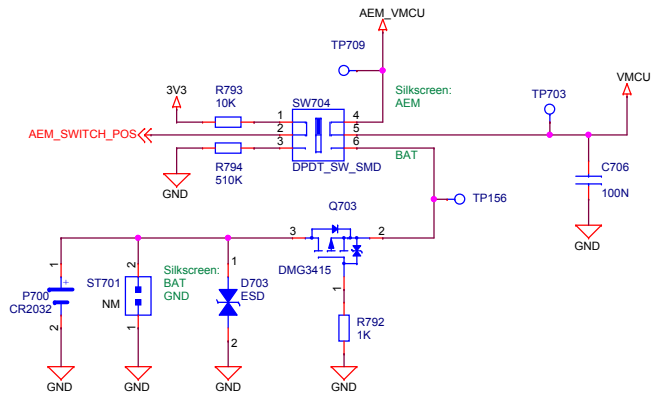 AEM_VMCU
TP709
3V3
R793
10K
SW704
Silkscreen:
AEM
TP703
VMCU
AEM_SWITCH_POS
1
2
3
4
5
6
R794
510K
DPDT_SW_SMD
BAT
GND
C706
100N
GND
TP156
Q703
3
2
DMG3415
1
R792
1K
GND
1
+
P700
CR2032
2
GND
2
ST701
NM
1
GND
Silkscreen:
BAT
GND
1
D703
ESD
2
GND